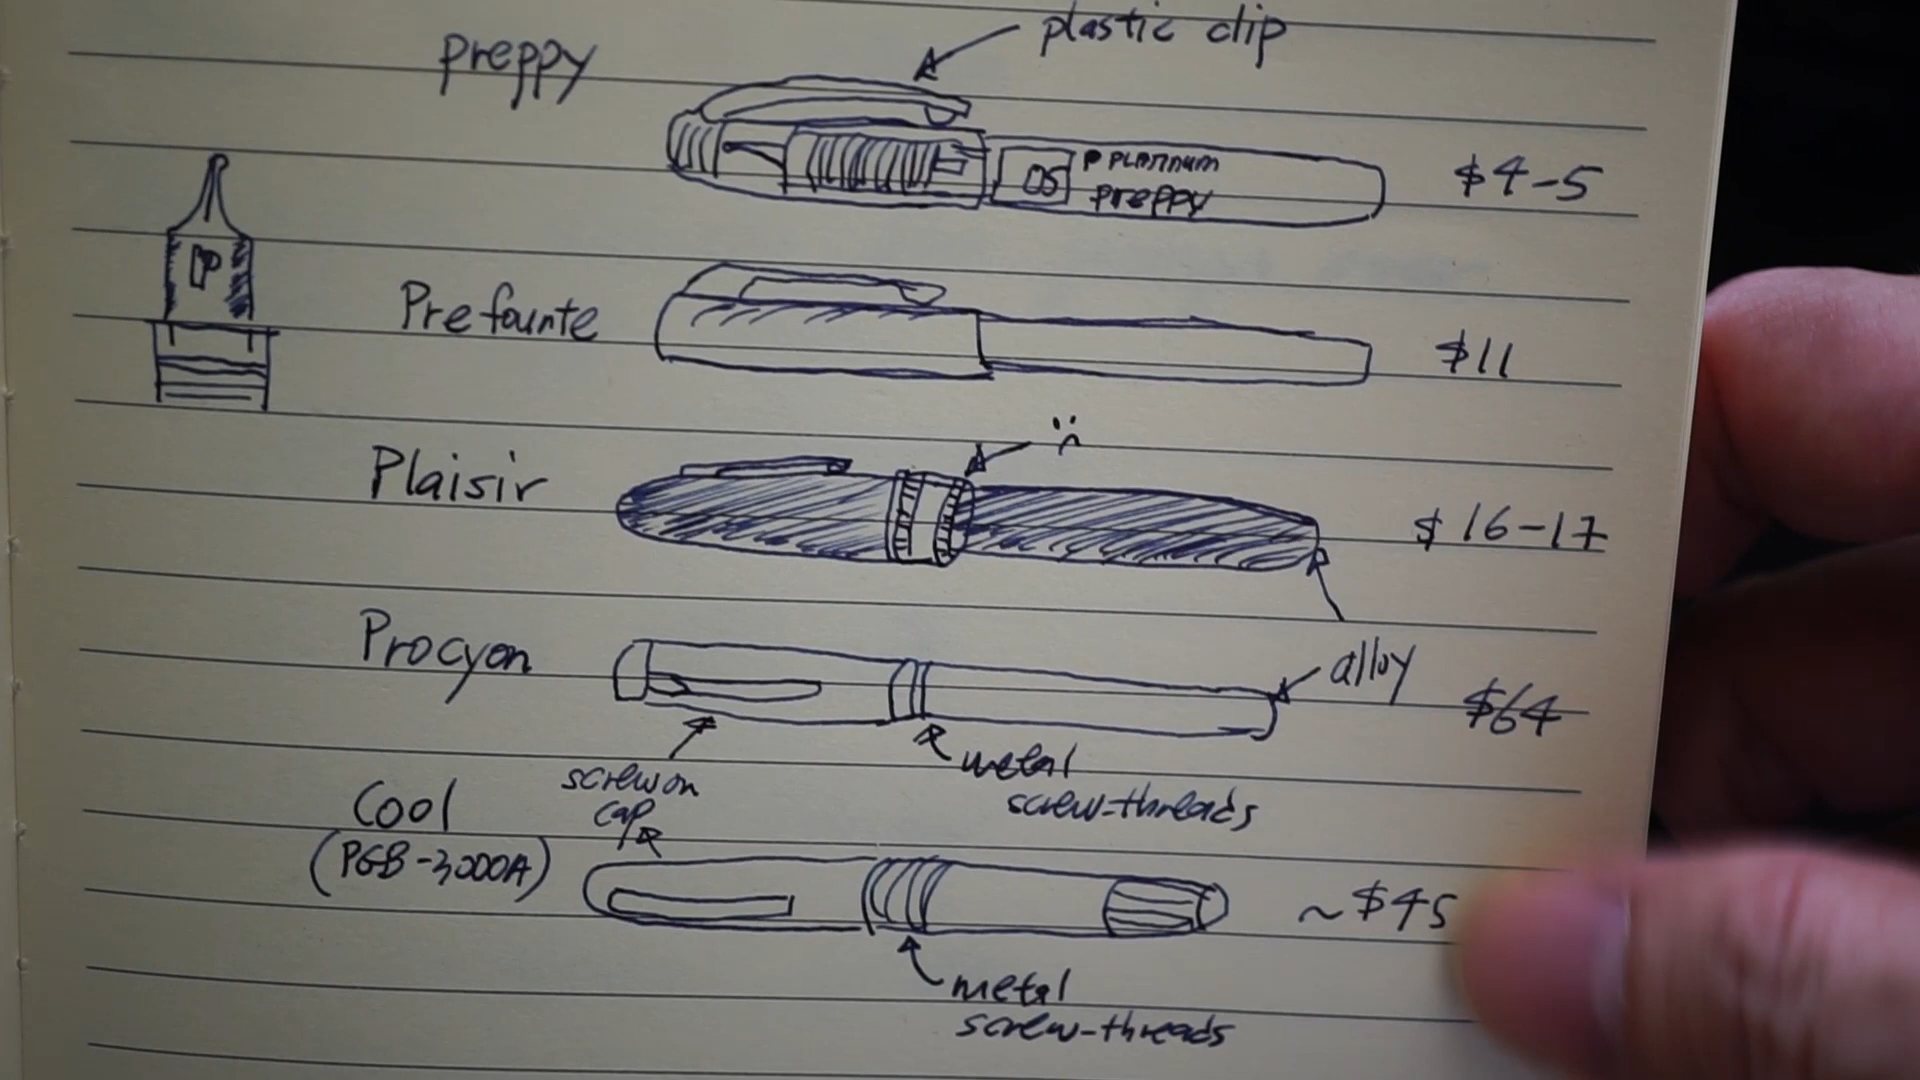 preppy
plastic clip
05
P PLATINUM
preppy
$4-5
P
Prefounte
$11
Plaisir
$16-17
Procyon
alloy
$64
screw on
cap
metal
screw-threads
Cool
(PGB-3000A)
~$45
metal
screw-threads